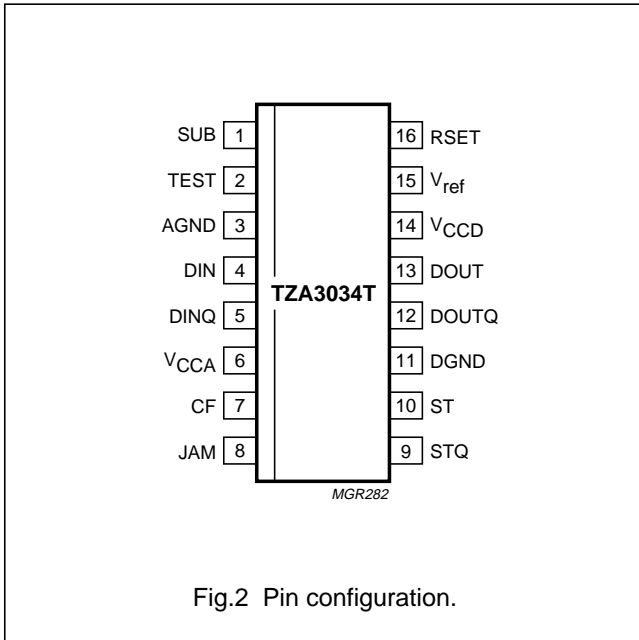 SUB 1 16 RSET
TEST 2 15 Vref
AGND 3 14 VCCD
DIN 4 13 DOUT
TZA3034T
DINQ 5 12 DOUTQ
VCCA 6 11 DGND
CF 7 10 ST
JAM 8 9 STQ
MGR282
Fig.2 Pin configuration.